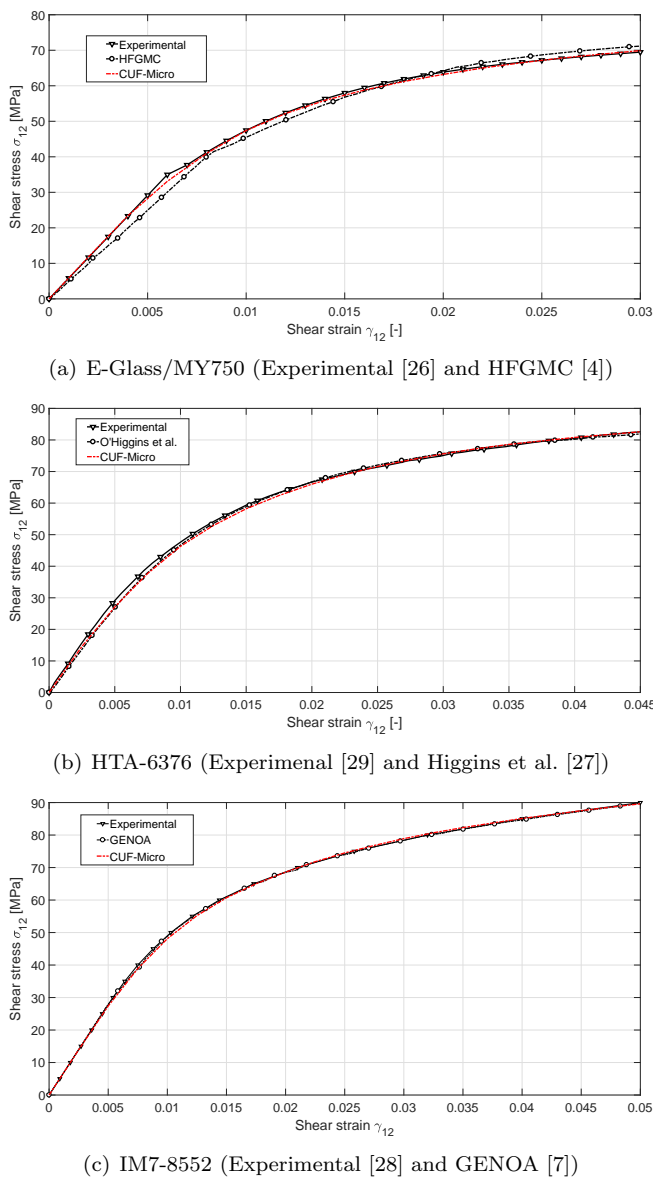 80
70
60
50
40
30
20
10
0
Shear stress σ12 [MPa]
Experimental
HFGMC
CUF-Micro
0 0.005 0.01 0.015 0.02 0.025 0.03
Shear strain γ12 [-]
(a) E-Glass/MY750 (Experimental [26] and HFGMC [4])
90
80
70
60
50
40
30
20
10
0
Shear stress σ12 [MPa]
Experimental
O'Higgins et al.
CUF-Micro
0 0.005 0.01 0.015 0.02 0.025 0.03 0.035 0.04 0.045
Shear strain γ12 [-]
(b) HTA-6376 (Experimenal [29] and Higgins et al. [27])
90
80
70
60
50
40
30
20
10
0
Shear stress σ12 [MPa]
Experimental
GENOA
CUF-Micro
0 0.005 0.01 0.015 0.02 0.025 0.03 0.035 0.04 0.045 0.05
Shear strain γ12
(c) IM7-8552 (Experimental [28] and GENOA [7])